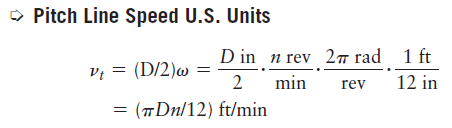 ⇨ Pitch Line Speed U.S. Units
νt = (D/2)ω = D in/2 · n rev/min · 2π rad/rev · 1 ft/12 in
= (πDn/12) ft/min